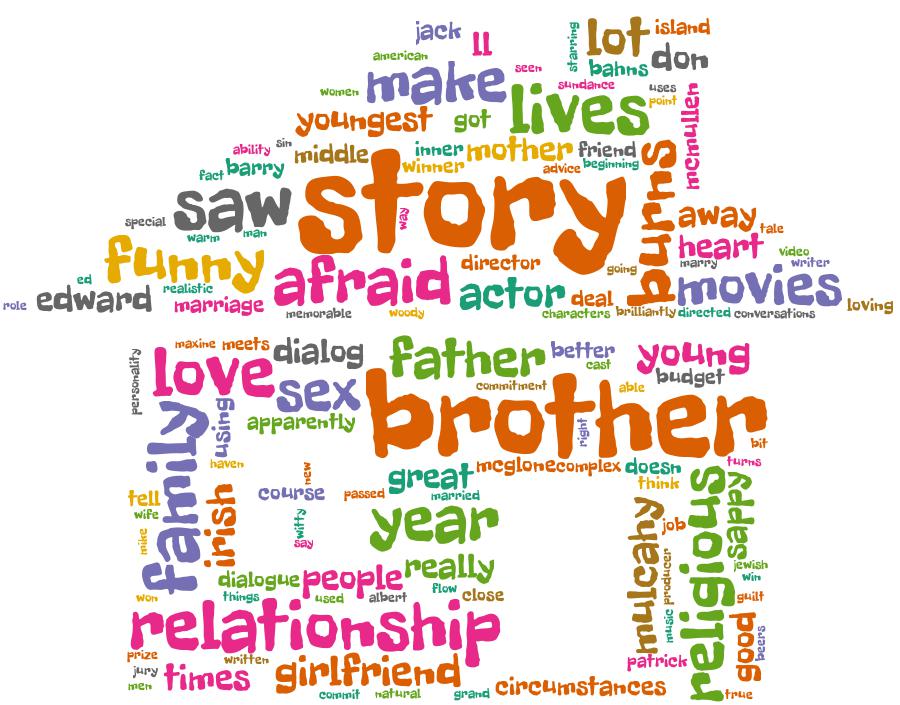 jack
ll
starring
lot
island
american
bahns
don
women
make
seen
sundance
uses
youngest
got
lives
point
mcmullen
ability
sin
middle
inner
mother
friend
burns
fact
barry
winner
advice
beginning
special
saw
story
way
away
tale
warm
man
heart
funny
director
going
marry
video
writer
ed
realistic
afraid
actor
deal
movies
role
edward
marriage
memorable
woody
characters
brilliantly
directed
conversations
loving
personality
maxine
meets
dialog
father
better
cast
young
budget
love
sex
commitment
able
family
using
apparently
brother
right
bit
haven
new
great
mcglone
complex
doesn
turns
tell
irish
course
passed
married
think
religious
sappy
wife
witty
year
mulcahy
job
mike
say
dialogue
people
really
producer
jewish
win
won
things
used
albert
flow
close
guilt
relationship
music
good
beers
prize
written
girlfriend
patrick
jury
times
circumstances
men
commit
natural
grand
true